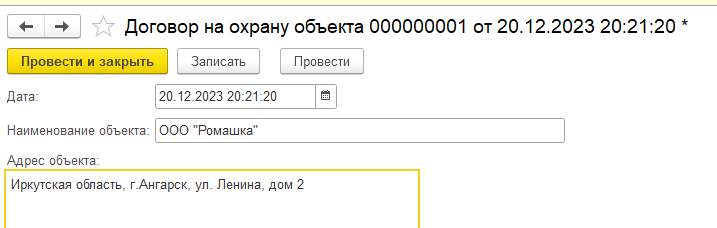 Договор на охрану объекта 000000001 от 20.12.2023 20:21:20 *
Провести и закрыть Записать Провести
Дата: 20.12.2023 20:21:20
Наименование объекта: ООО "Ромашка"
Адрес объекта:
Иркутская область, г.Ангарск, ул. Ленина, дом 2